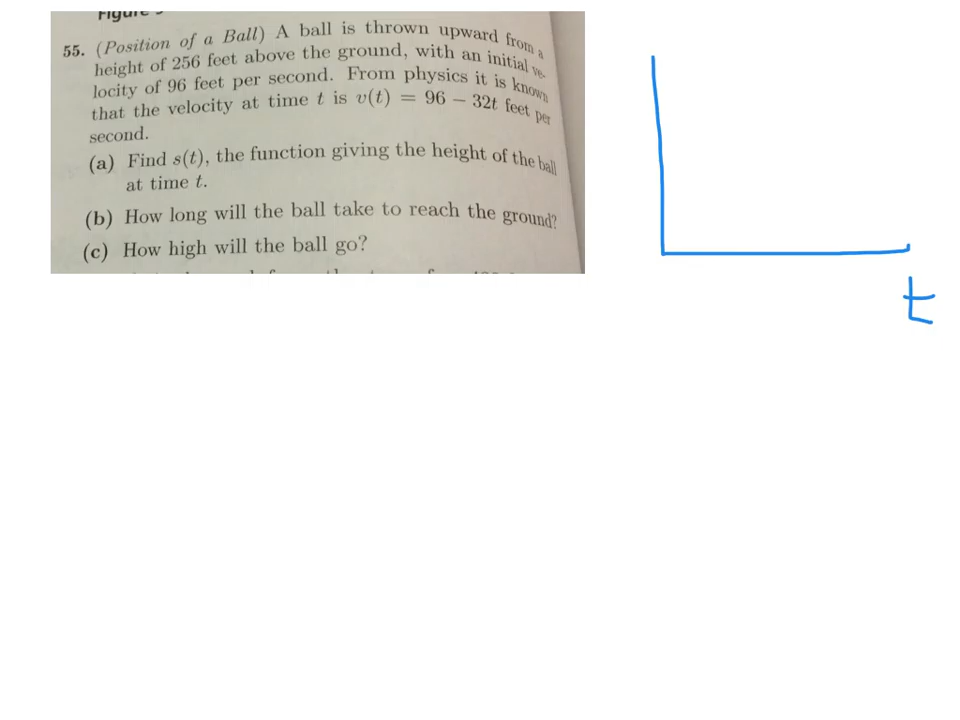 Figure
55. (Position of a Ball) A ball is thrown upward from a
height of 256 feet above the ground, with an initial ve-
locity of 96 feet per second. From physics it is known
that the velocity at time t is v(t) = 96 − 32t feet per
second.
(a) Find s(t), the function giving the height of the ball
at time t.
(b) How long will the ball take to reach the ground?
(c) How high will the ball go?
t